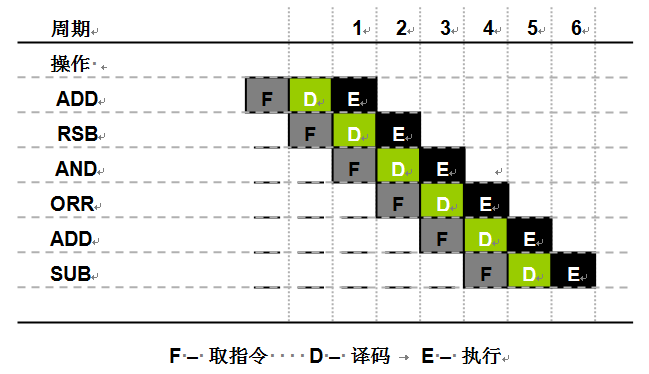 周期 1 2 3 4 5 6
操作
ADD F D E
RSB F D E
AND F D E
ORR F D E
ADD F D E
SUB F D E
F – 取指令 D – 译码 E – 执行